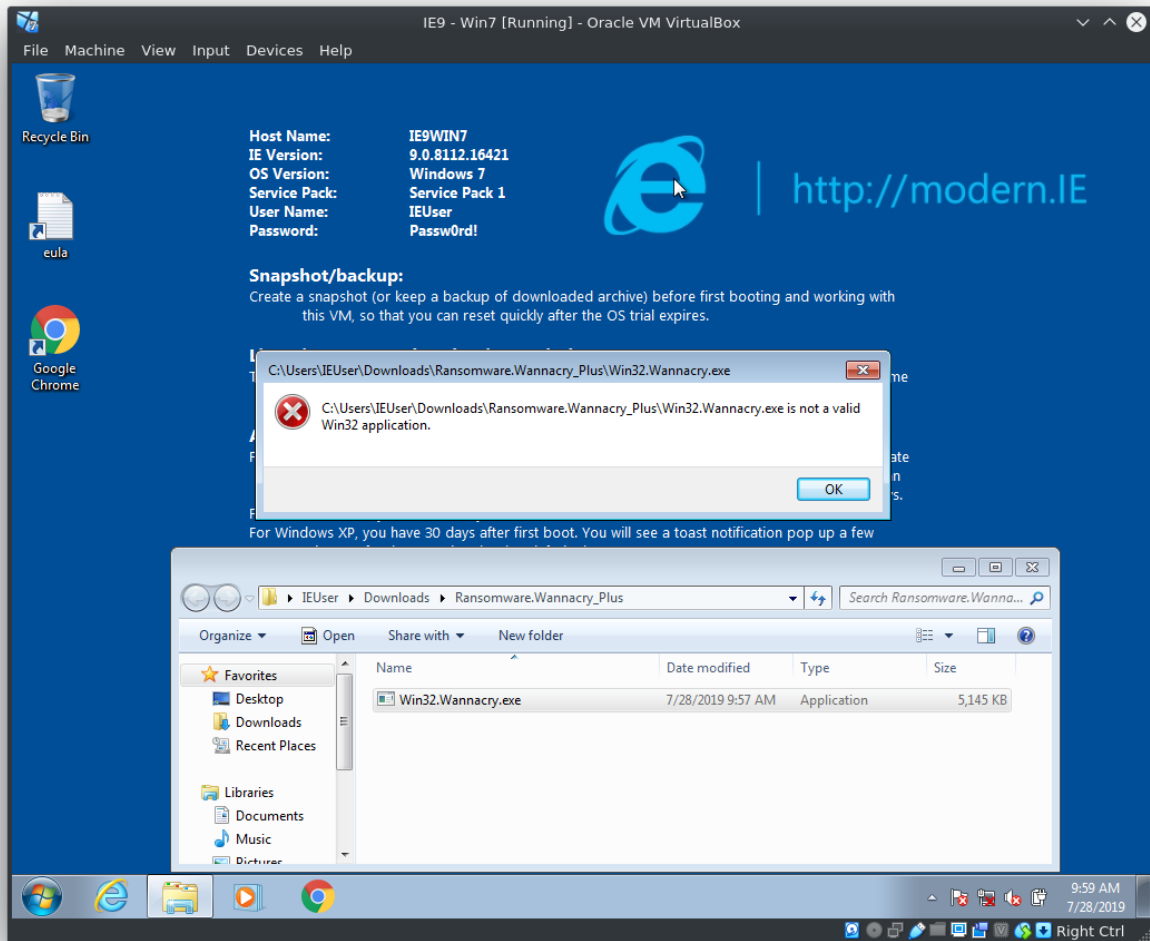 IE9 - Win7 [Running] - Oracle VM VirtualBox
File Machine View Input Devices Help
Recycle Bin
eula
Google
Chrome
Host Name: IE9WIN7
IE Version: 9.0.8112.16421
OS Version: Windows 7
Service Pack: Service Pack 1
User Name: IEUser
Password: Passw0rd!
http://modern.IE
Snapshot/backup:
Create a snapshot (or keep a backup of downloaded archive) before first booting and working with
this VM, so that you can reset quickly after the OS trial expires.
C:\Users\IEUser\Downloads\Ransomware.Wannacry_Plus\Win32.Wannacry.exe
C:\Users\IEUser\Downloads\Ransomware.Wannacry_Plus\Win32.Wannacry.exe is not a valid
Win32 application.
OK
For Windows XP, you have 30 days after first boot. You will see a toast notification pop up a few
IEUser Downloads Ransomware.Wannacry_Plus
Search Ransomware.Wanna...
Organize Open Share with New folder
Favorites
Desktop
Downloads
Recent Places
Libraries
Documents
Music
Pictures
Name Date modified Type Size
Win32.Wannacry.exe 7/28/2019 9:57 AM Application 5,145 KB
9:59 AM
7/28/2019
Right Ctrl